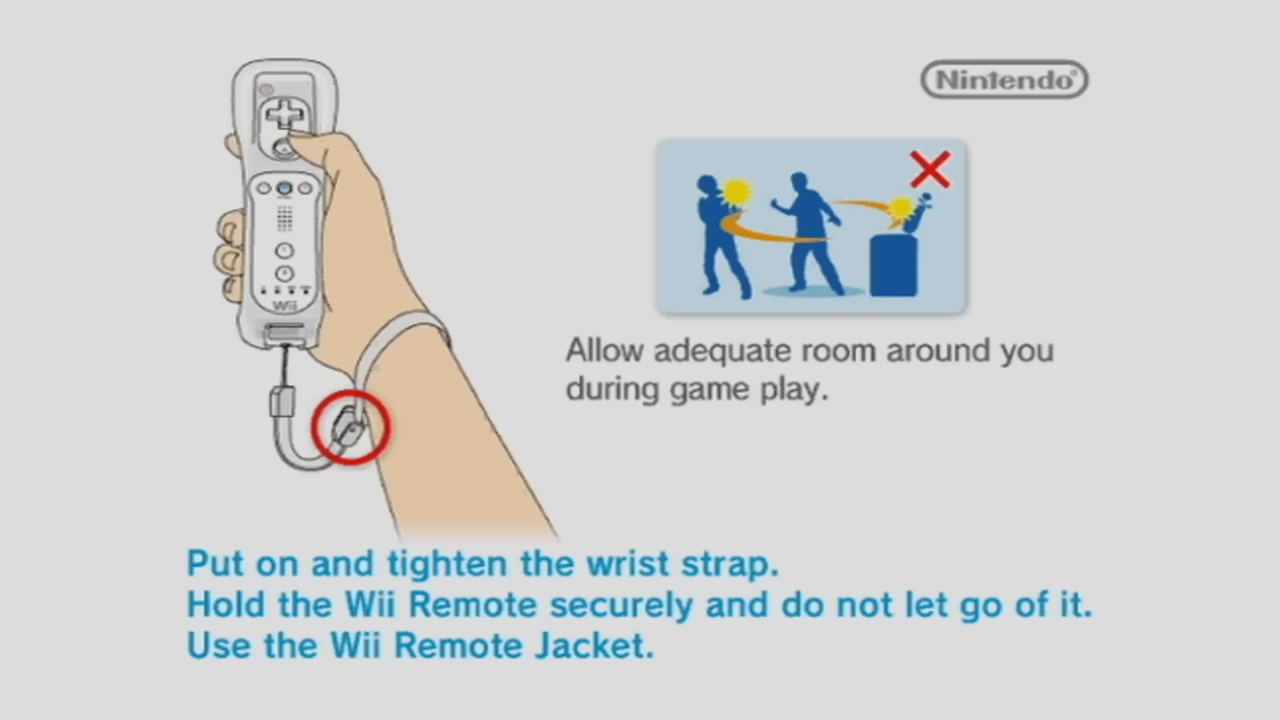 Nintendo®
Allow adequate room around you
during game play.
Wii
Put on and tighten the wrist strap.
Hold the Wii Remote securely and do not let go of it.
Use the Wii Remote Jacket.